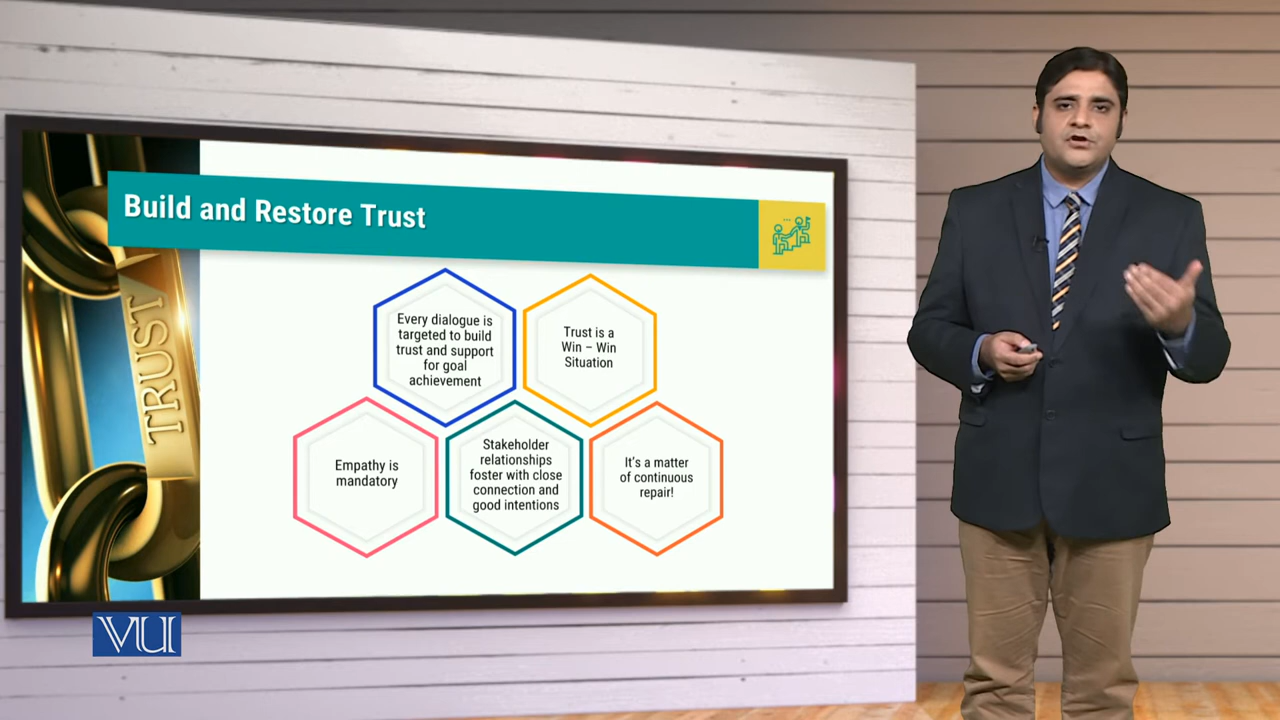 Build and Restore Trust
TRUST
Every dialogue is
targeted to build
trust and support
for goal
achievement
Trust is a
Win – Win
Situation
Empathy is
mandatory
Stakeholder
relationships
foster with close
connection and
good intentions
It's a matter
of continuous
repair!
VU